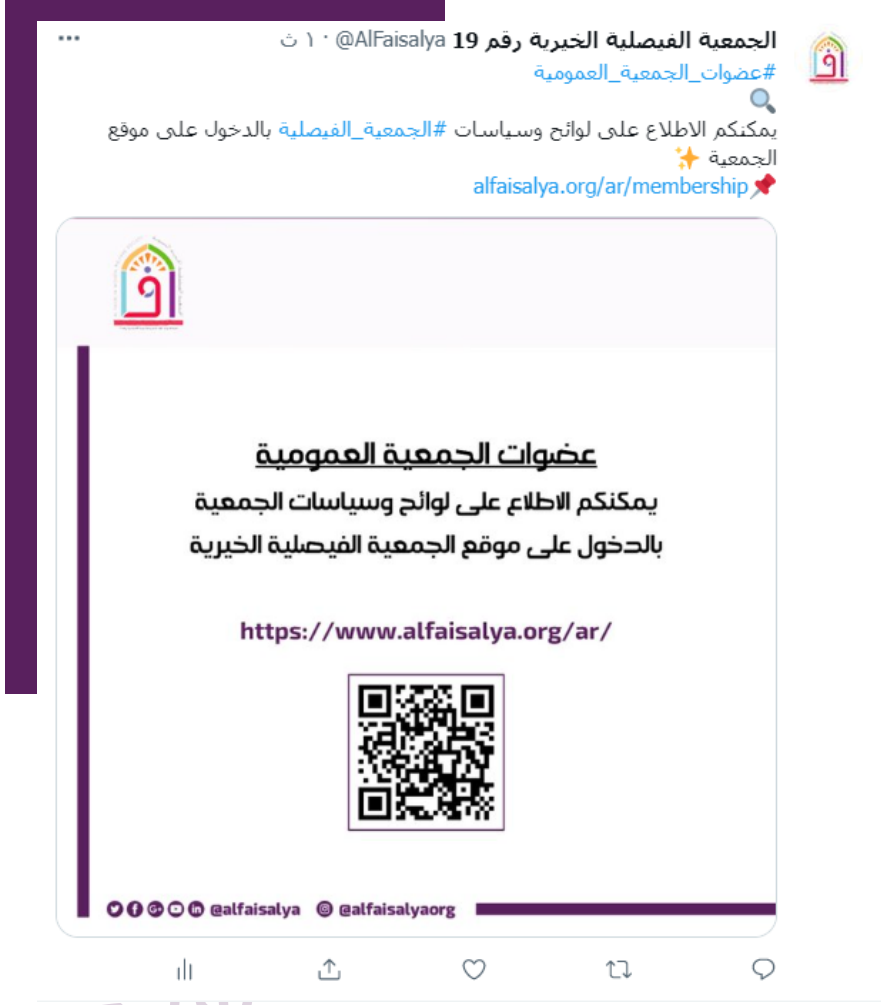 الجمعية الفيصلية الخيرية رقم 19 @AlFaisalya · ١ ث
#عضوات_الجمعية_العمومية
يمكنكم الاطلاع على لوائح وسياسات #الجمعية_الفيصلية بالدخول على موقع
الجمعية
alfaisalya.org/ar/membership
عضوات الجمعية العمومية
يمكنكم الاطلاع على لوائح وسياسات الجمعية
بالدخول على موقع الجمعية الفيصلية الخيرية
https://www.alfaisalya.org/ar/
@alfaisalya @alfaisalyaorg